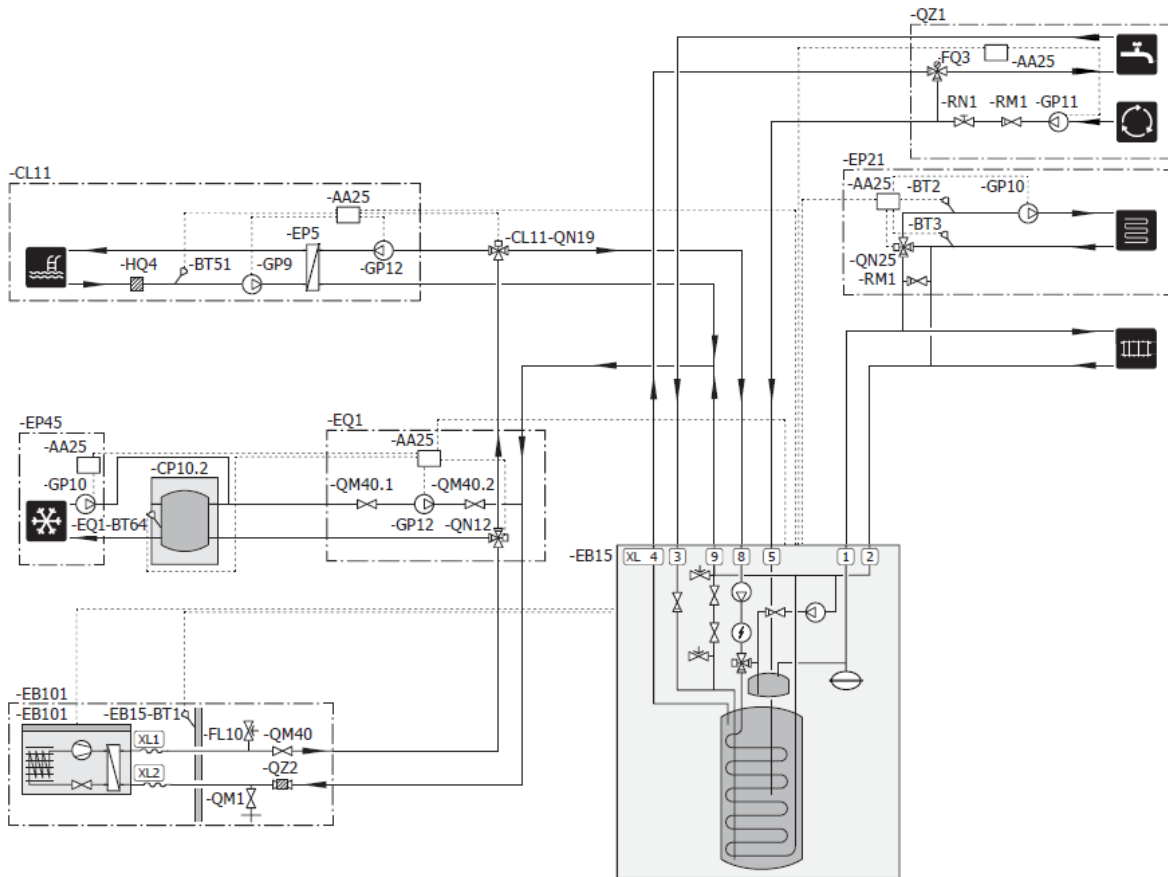 -QZ1
-FQ3
-AA25
-RN1
-RM1
-GP11
-EP21
-AA25
-BT2
-GP10
-BT3
-QN25
-RM1
-CL11
-AA25
-EP5
-CL11-QN19
-HQ4
-BT51
-GP9
-GP12
-EP45
-AA25
-GP10
-CP10.2
-EQ1-BT64
-EQ1
-AA25
-QM40.1
-QM40.2
-GP12
-QN12
-EB15
XL 4 3 9 8 5 1 2
-EB101
-EB101
-EB15-BT1
XL1
-FL10
-QM40
XL2
-QZ2
-QM1